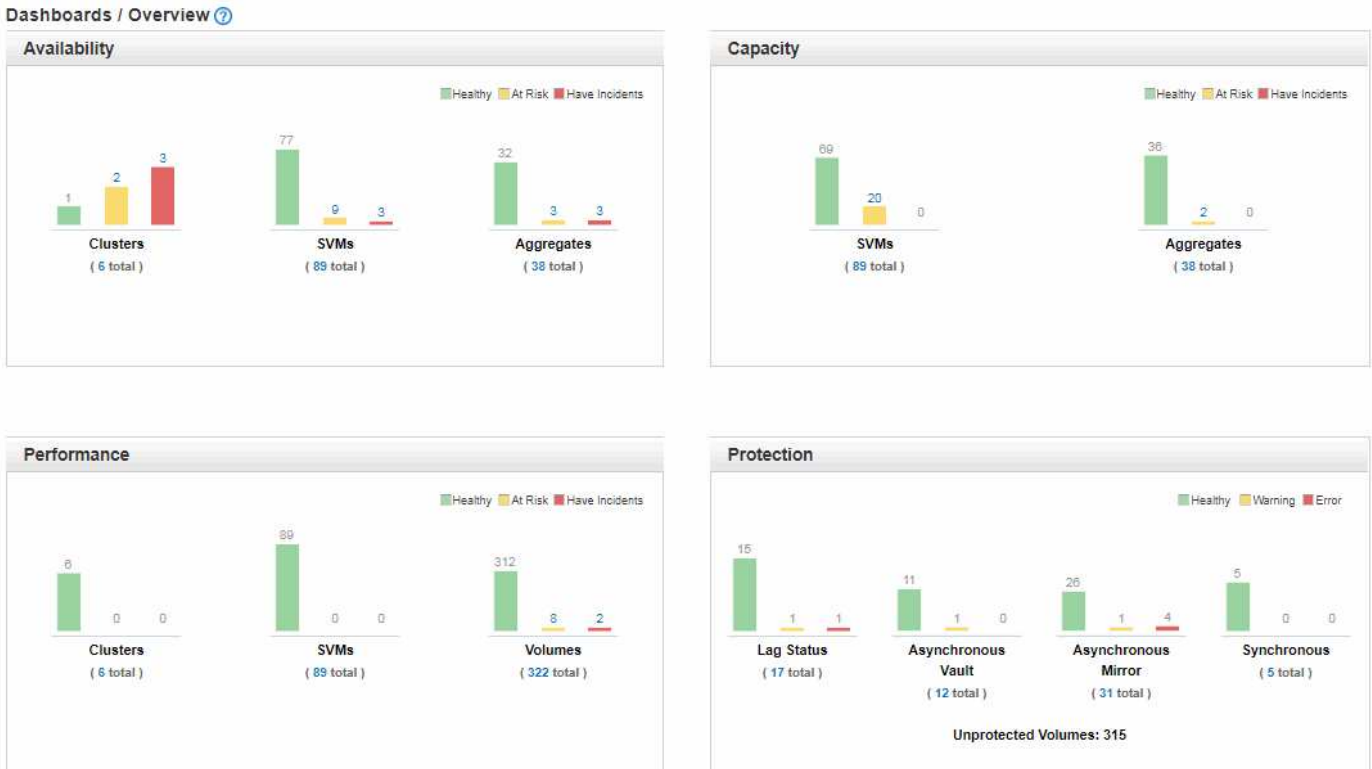 Dashboards / Overview ?
Availability
Healthy At Risk Have Incidents
1 2 3
77 9 3
32 3 3
Clusters
( 6 total )
SVMs
( 89 total )
Aggregates
( 38 total )
Capacity
Healthy At Risk Have Incidents
69 20 0
36 2 0
SVMs
( 89 total )
Aggregates
( 38 total )
Performance
Healthy At Risk Have Incidents
6 0 0
89 0 0
312 8 2
Clusters
( 6 total )
SVMs
( 89 total )
Volumes
( 322 total )
Protection
Healthy Warning Error
15 1 1
11 1 0
26 1 4
5 0 0
Lag Status
( 17 total )
Asynchronous
Vault
( 12 total )
Asynchronous
Mirror
( 31 total )
Synchronous
( 5 total )
Unprotected Volumes: 315